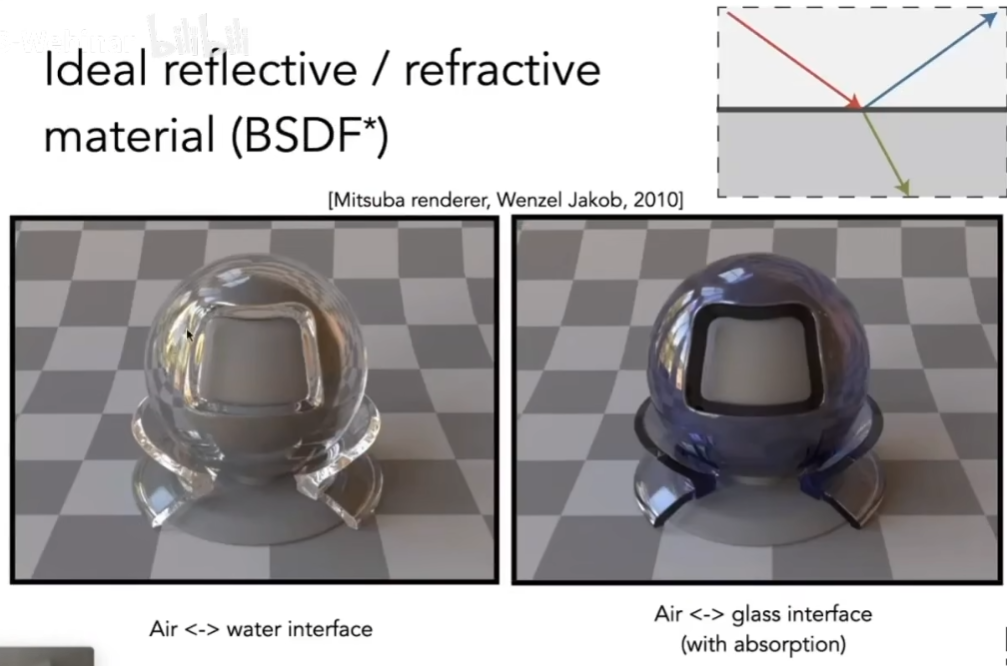 -Webinar bilibili
Ideal reflective / refractive
material (BSDF*)
[Mitsuba renderer, Wenzel Jakob, 2010]
Air <-> water interface
Air <-> glass interface
(with absorption)